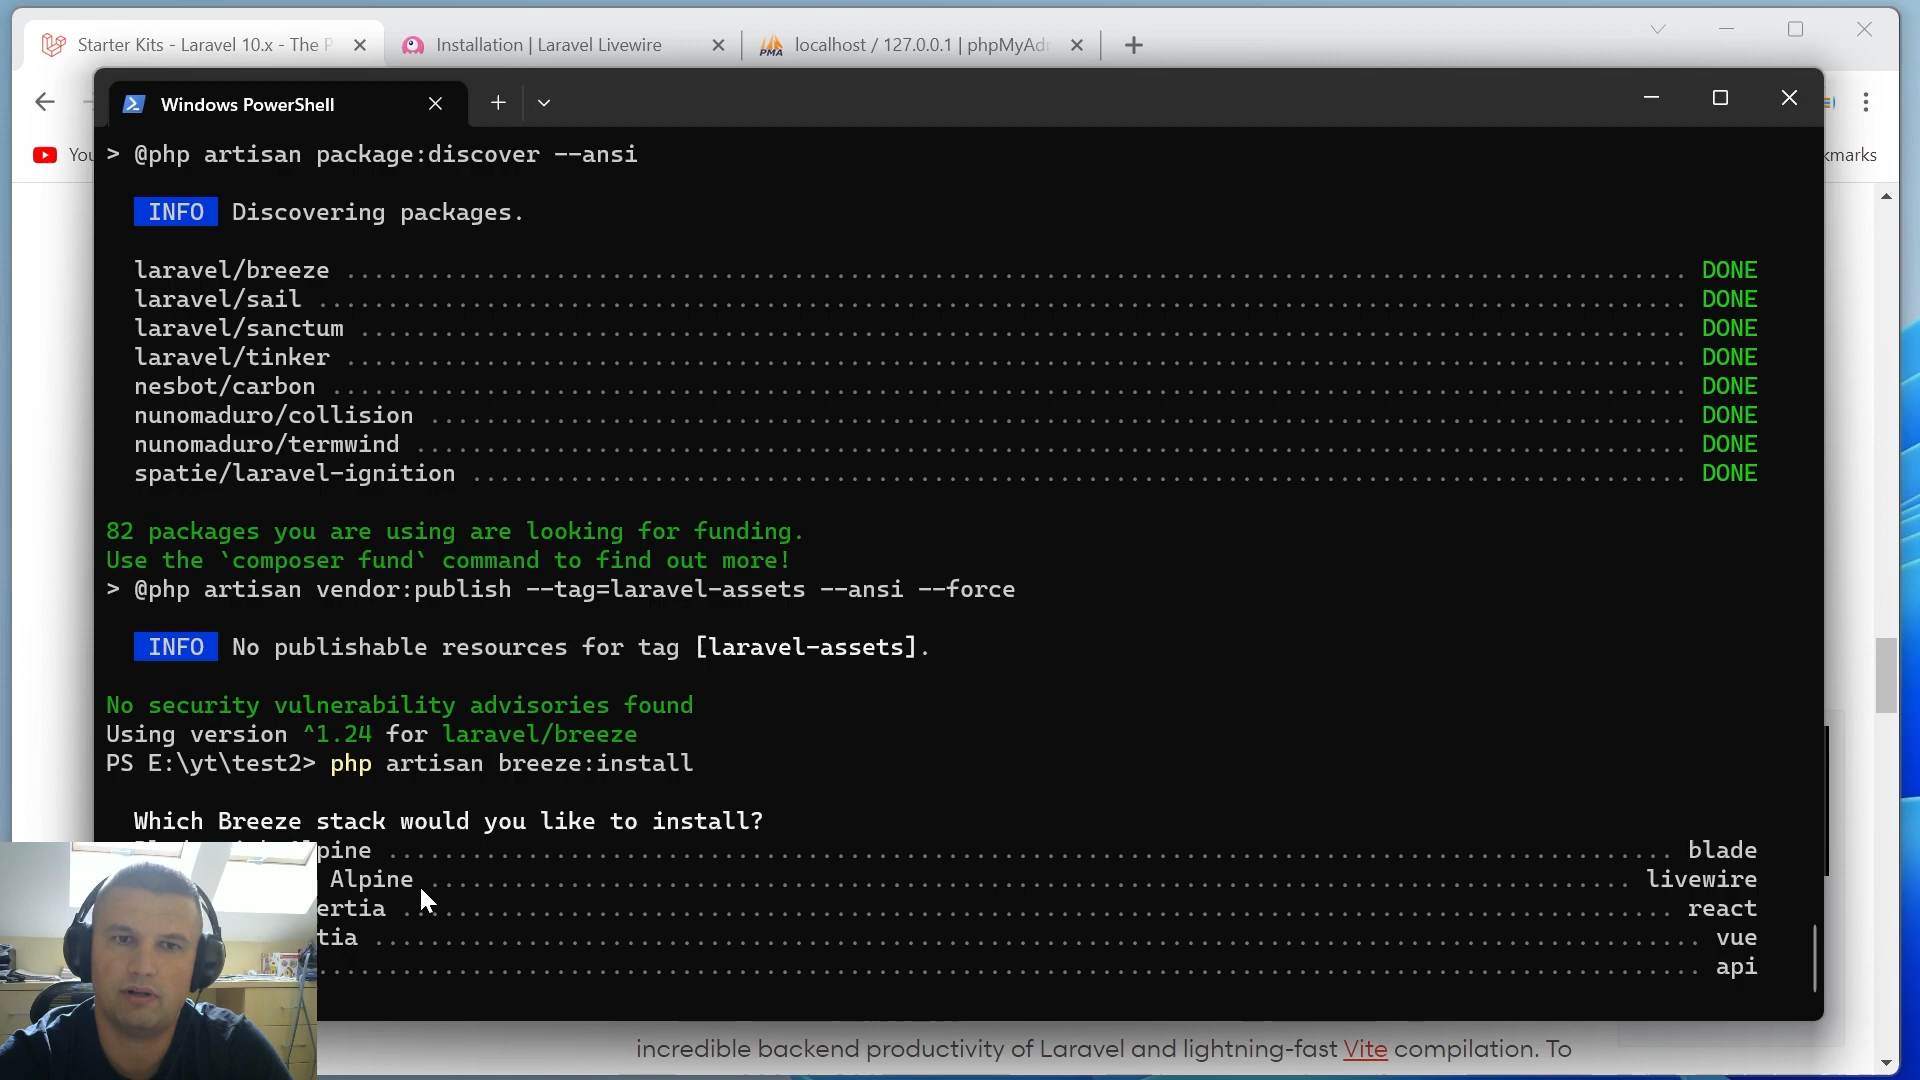 Starter Kits - Laravel 10.x - The P
Installation | Laravel Livewire
localhost / 127.0.0.1 | phpMyAdm
Windows PowerShell
You
kmarks
> @php artisan package:discover --ansi
INFO Discovering packages.
laravel/breeze DONE
laravel/sail DONE
laravel/sanctum DONE
laravel/tinker DONE
nesbot/carbon DONE
nunomaduro/collision DONE
nunomaduro/termwind DONE
spatie/laravel-ignition DONE
82 packages you are using are looking for funding.
Use the `composer fund` command to find out more!
> @php artisan vendor:publish --tag=laravel-assets --ansi --force
INFO No publishable resources for tag [laravel-assets].
No security vulnerability advisories found
Using version ^1.24 for laravel/breeze
PS E:\yt\test2> php artisan breeze:install
Which Breeze stack would you like to install?
pine blade
Alpine livewire
ertia react
tia vue
api
incredible backend productivity of Laravel and lightning-fast Vite compilation. To